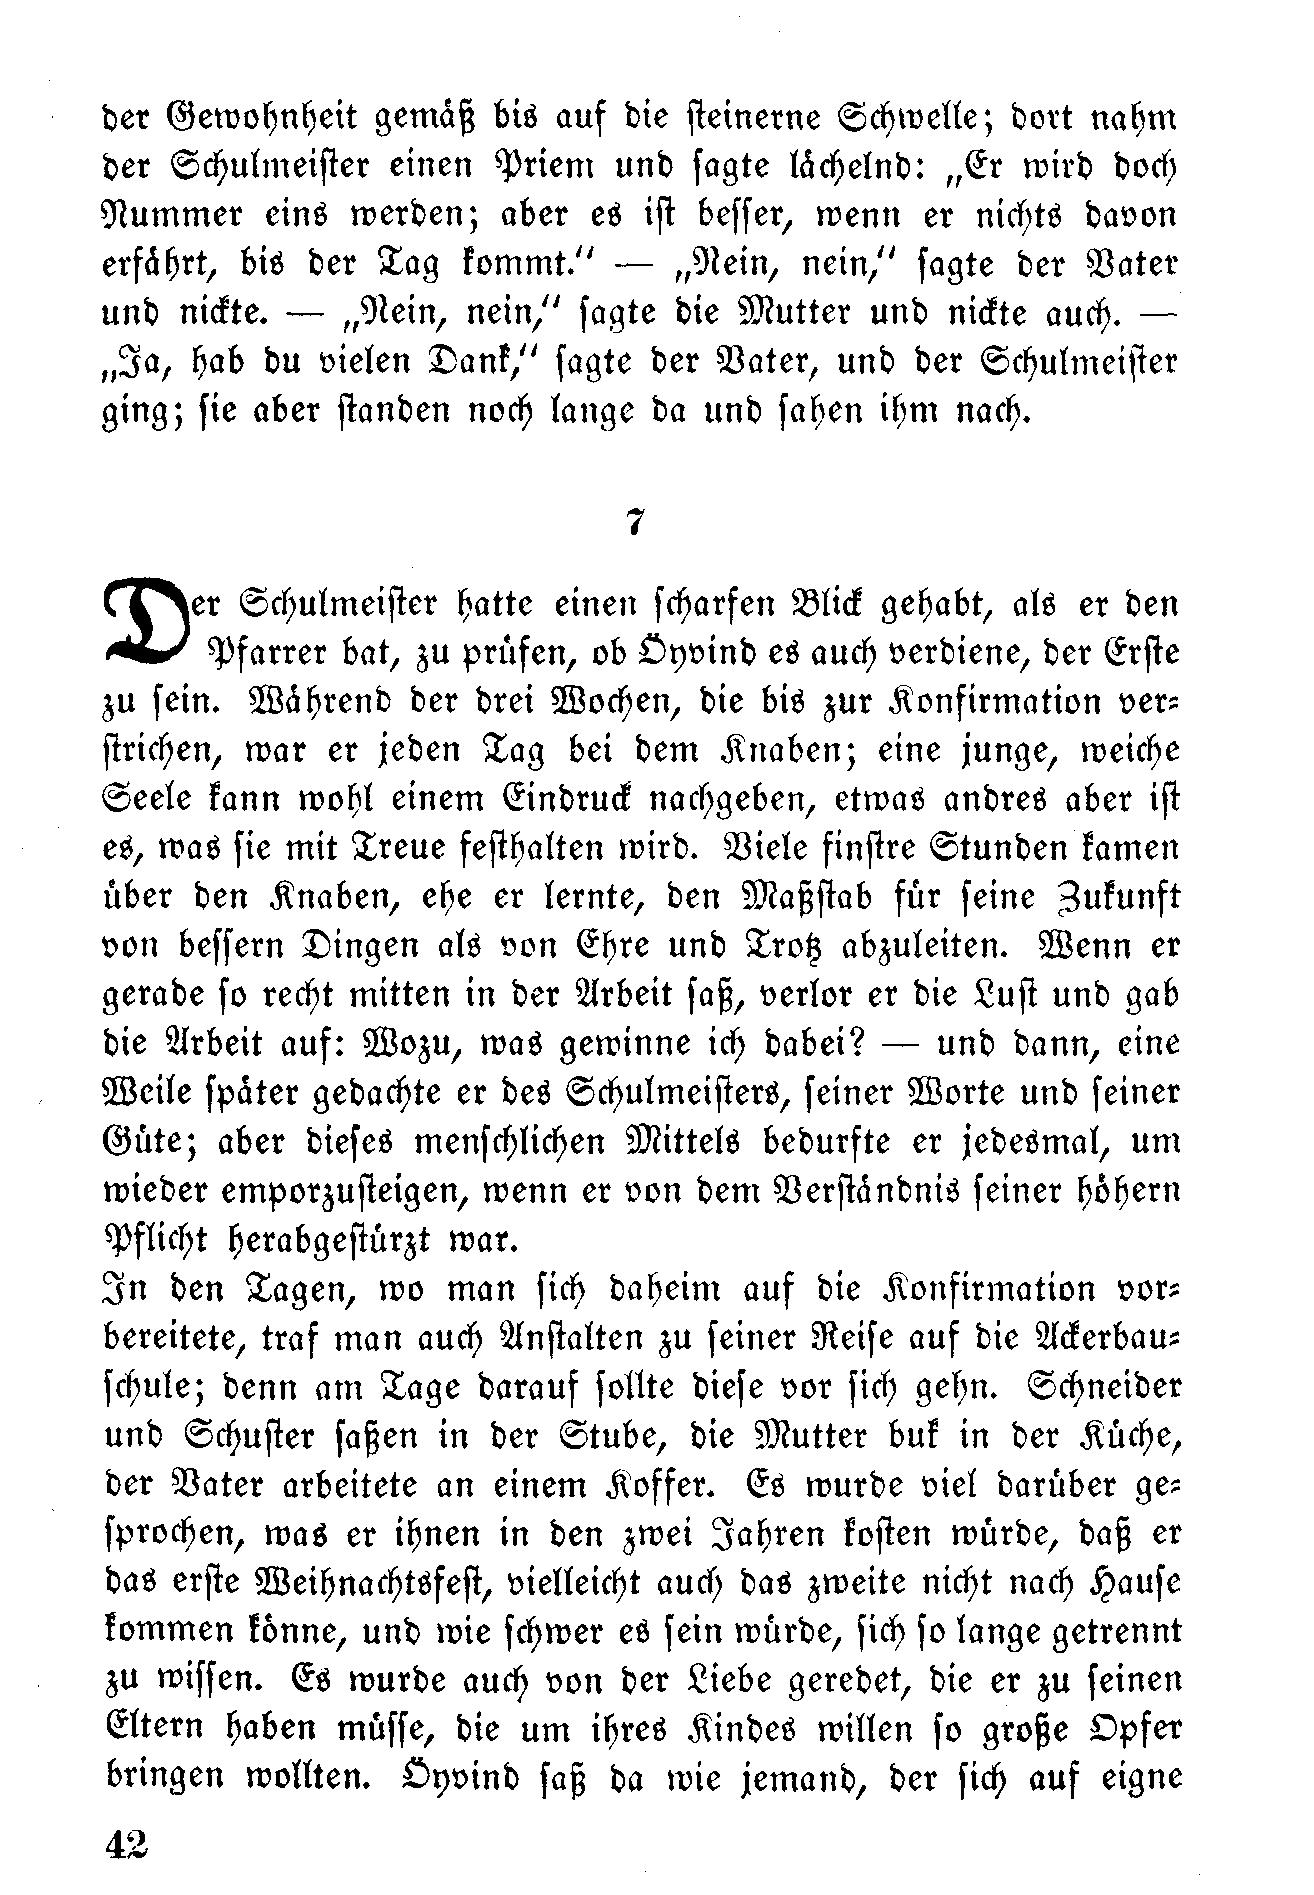 der Gewohnheit gemäß bis auf die steinerne Schwelle; dort nahm
der Schulmeister einen Priem und sagte lächelnd: „Er wird doch
Nummer eins werden; aber es ist besser, wenn er nichts davon
erfährt, bis der Tag kommt.“ — „Nein, nein,“ sagte der Vater
und nickte. — „Nein, nein,“ sagte die Mutter und nickte auch. —
„Ja, hab du vielen Dank,“ sagte der Vater, und der Schulmeister
ging; sie aber standen noch lange da und sahen ihm nach.
7
Der Schulmeister hatte einen scharfen Blick gehabt, als er den
Pfarrer bat, zu prüfen, ob Öyvind es auch verdiene, der Erste
zu sein. Während der drei Wochen, die bis zur Konfirmation ver-
strichen, war er jeden Tag bei dem Knaben; eine junge, weiche
Seele kann wohl einem Eindruck nachgeben, etwas andres aber ist
es, was sie mit Treue festhalten wird. Viele finstre Stunden kamen
über den Knaben, ehe er lernte, den Maßstab für seine Zukunft
von bessern Dingen als von Ehre und Trotz abzuleiten. Wenn er
gerade so recht mitten in der Arbeit saß, verlor er die Lust und gab
die Arbeit auf: Wozu, was gewinne ich dabei? — und dann, eine
Weile später gedachte er des Schulmeisters, seiner Worte und seiner
Güte; aber dieses menschlichen Mittels bedurfte er jedesmal, um
wieder emporzusteigen, wenn er von dem Verständnis seiner höhern
Pflicht herabgestürzt war.
In den Tagen, wo man sich daheim auf die Konfirmation vor-
bereitete, traf man auch Anstalten zu seiner Reise auf die Ackerbau-
schule; denn am Tage darauf sollte diese vor sich gehn. Schneider
und Schuster saßen in der Stube, die Mutter buk in der Küche,
der Vater arbeitete an einem Koffer. Es wurde viel darüber ge-
sprochen, was er ihnen in den zwei Jahren kosten würde, daß er
das erste Weihnachtsfest, vielleicht auch das zweite nicht nach Hause
kommen könne, und wie schwer es sein würde, sich so lange getrennt
zu wissen. Es wurde auch von der Liebe geredet, die er zu seinen
Eltern haben müsse, die um ihres Kindes willen so große Opfer
bringen wollten. Öyvind saß da wie jemand, der sich auf eigne
42